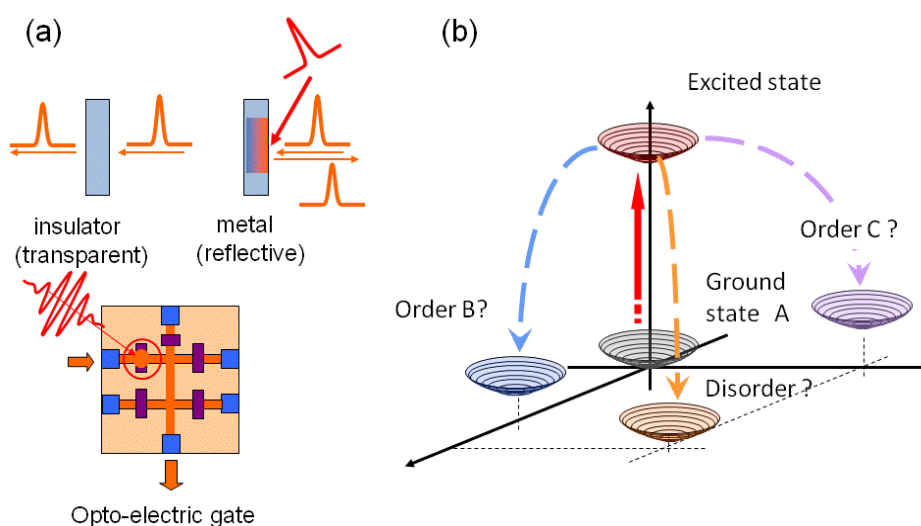 (a)
insulator
(transparent)
metal
(reflective)
Opto-electric gate
(b)
Excited state
Order C ?
Order B?
Ground
state A
Disorder ?